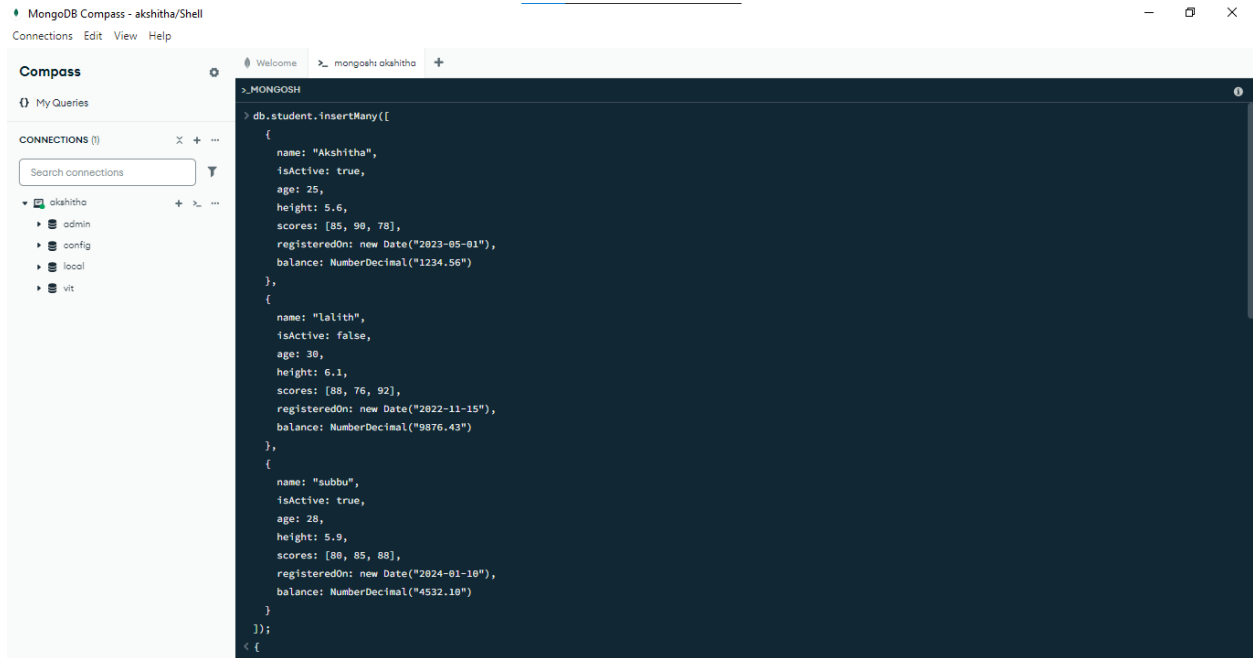 MongoDB Compass - akshitha/Shell
Connections Edit View Help
Compass
{} My Queries
CONNECTIONS (1)
Search connections
akshitha
admin
config
local
vit
Welcome
>_ mongosh: akshitha
>_MONGOSH
> db.student.insertMany([
{
name: "Akshitha",
isActive: true,
age: 25,
height: 5.6,
scores: [85, 90, 78],
registeredOn: new Date("2023-05-01"),
balance: NumberDecimal("1234.56")
},
{
name: "lalith",
isActive: false,
age: 30,
height: 6.1,
scores: [88, 76, 92],
registeredOn: new Date("2022-11-15"),
balance: NumberDecimal("9876.43")
},
{
name: "subbu",
isActive: true,
age: 28,
height: 5.9,
scores: [80, 85, 88],
registeredOn: new Date("2024-01-10"),
balance: NumberDecimal("4532.10")
}
]);
< {